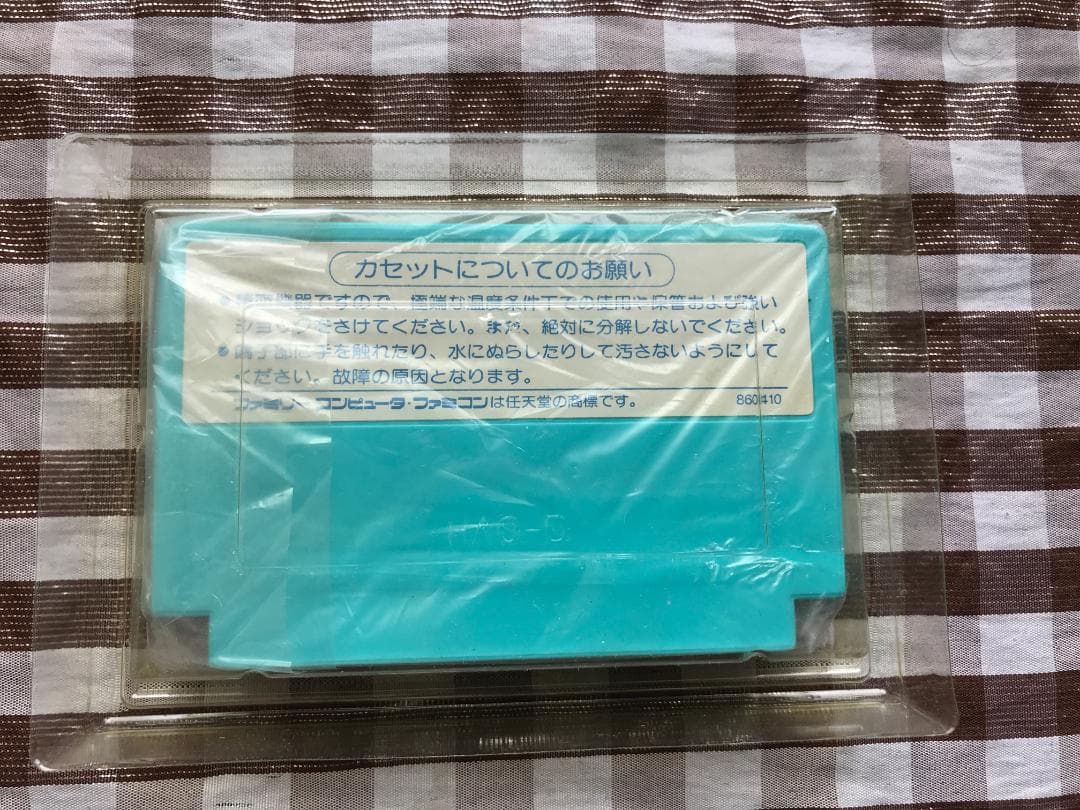 カセットについてのお願い
●精密機器ですので、極端な温度条件下での使用や保管および強い
ショックをさけてください。また、絶対に分解しないでください。
●端子部に手を触れたり、水にぬらしたりして汚さないようにして
ください。故障の原因となります。
ファミリーコンピュータ・ファミコンは任天堂の商標です。 860410